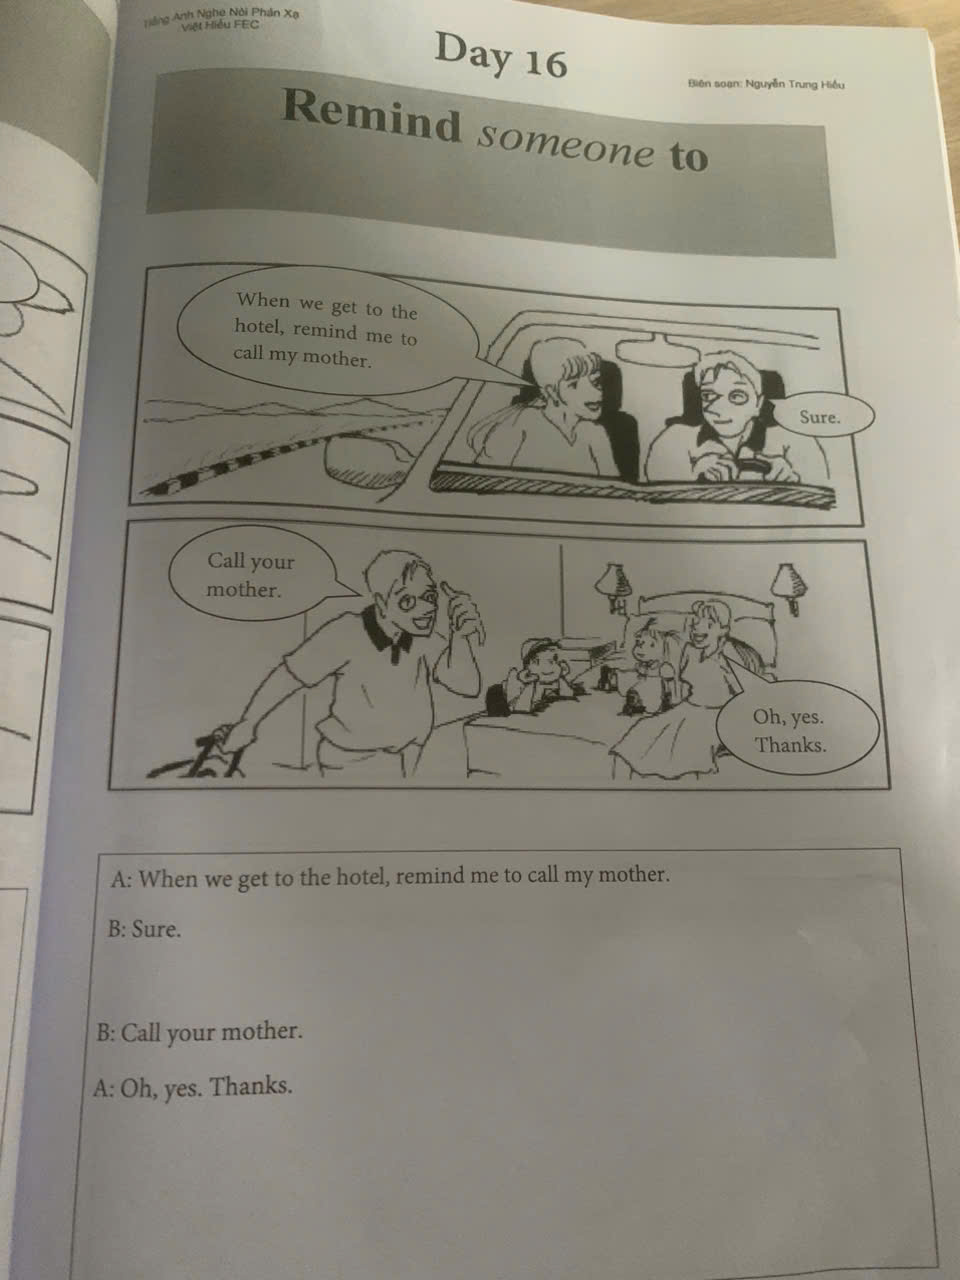 Tiếng Anh Nghe Nói Phản Xạ
Việt Hiếu FEC
Day 16
Biên soạn: Nguyễn Trung Hiếu
Remind someone to
When we get to the
hotel, remind me to
call my mother.
Sure.
Call your
mother.
Oh, yes.
Thanks.
A: When we get to the hotel, remind me to call my mother.
B: Sure.
B: Call your mother.
A: Oh, yes. Thanks.